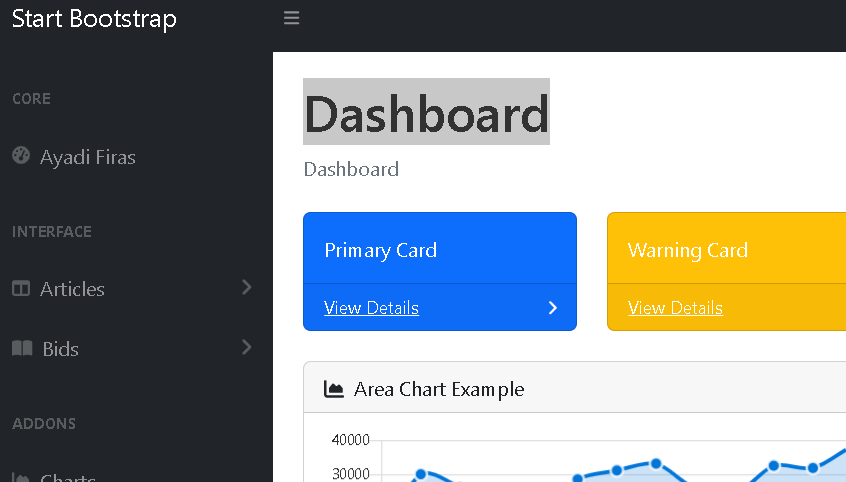 Start Bootstrap
CORE
Ayadi Firas
INTERFACE
Articles
Bids
ADDONS
Charts
Dashboard
Dashboard
Primary Card
View Details
Warning Card
View Details
Area Chart Example
40000
30000